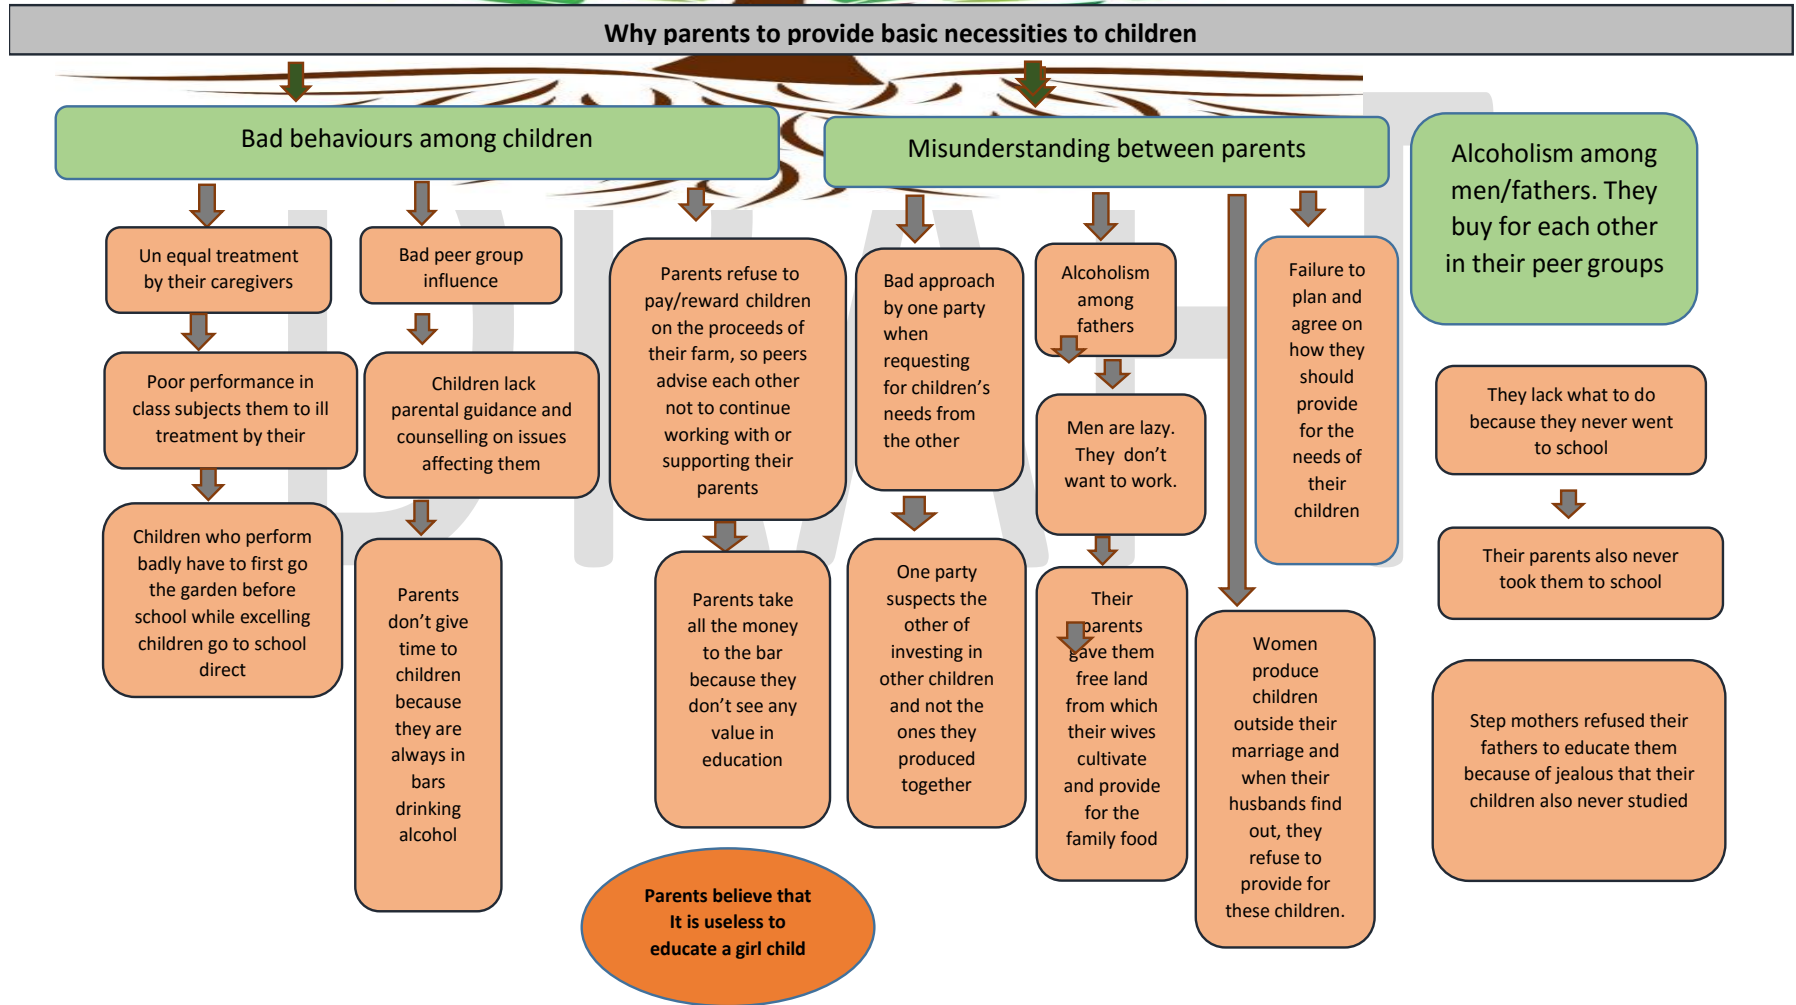 Why parents to provide basic necessities to children
Bad behaviours among children
Misunderstanding between parents
Alcoholism among
men/fathers. They
buy for each other
in their peer groups
Un equal treatment
by their caregivers
Poor performance in
class subjects them to ill
treatment by their
Children who perform
badly have to first go
the garden before
school while excelling
children go to school
direct
Bad peer group
influence
Children lack
parental guidance and
counselling on issues
affecting them
Parents
don’t give
time to
children
because
they are
always in
bars
drinking
alcohol
Parents refuse to
pay/reward children
on the proceeds of
their farm, so peers
advise each other
not to continue
working with or
supporting their
parents
Parents take
all the money
to the bar
because they
don’t see any
value in
education
Parents believe that
It is useless to
educate a girl child
Bad approach
by one party
when
requesting
for children’s
needs from
the other
One party
suspects the
other of
investing in
other children
and not the
ones they
produced
together
Alcoholism
among
fathers
Men are lazy.
They don’t
want to work.
Their
parents
gave them
free land
from which
their wives
cultivate
and provide
for the
family food
Women
produce
children
outside their
marriage and
when their
husbands find
out, they
refuse to
provide for
these children.
Failure to
plan and
agree on
how they
should
provide
for the
needs of
their
children
They lack what to do
because they never went
to school
Their parents also never
took them to school
Step mothers refused their
fathers to educate them
because of jealous that their
children also never studied